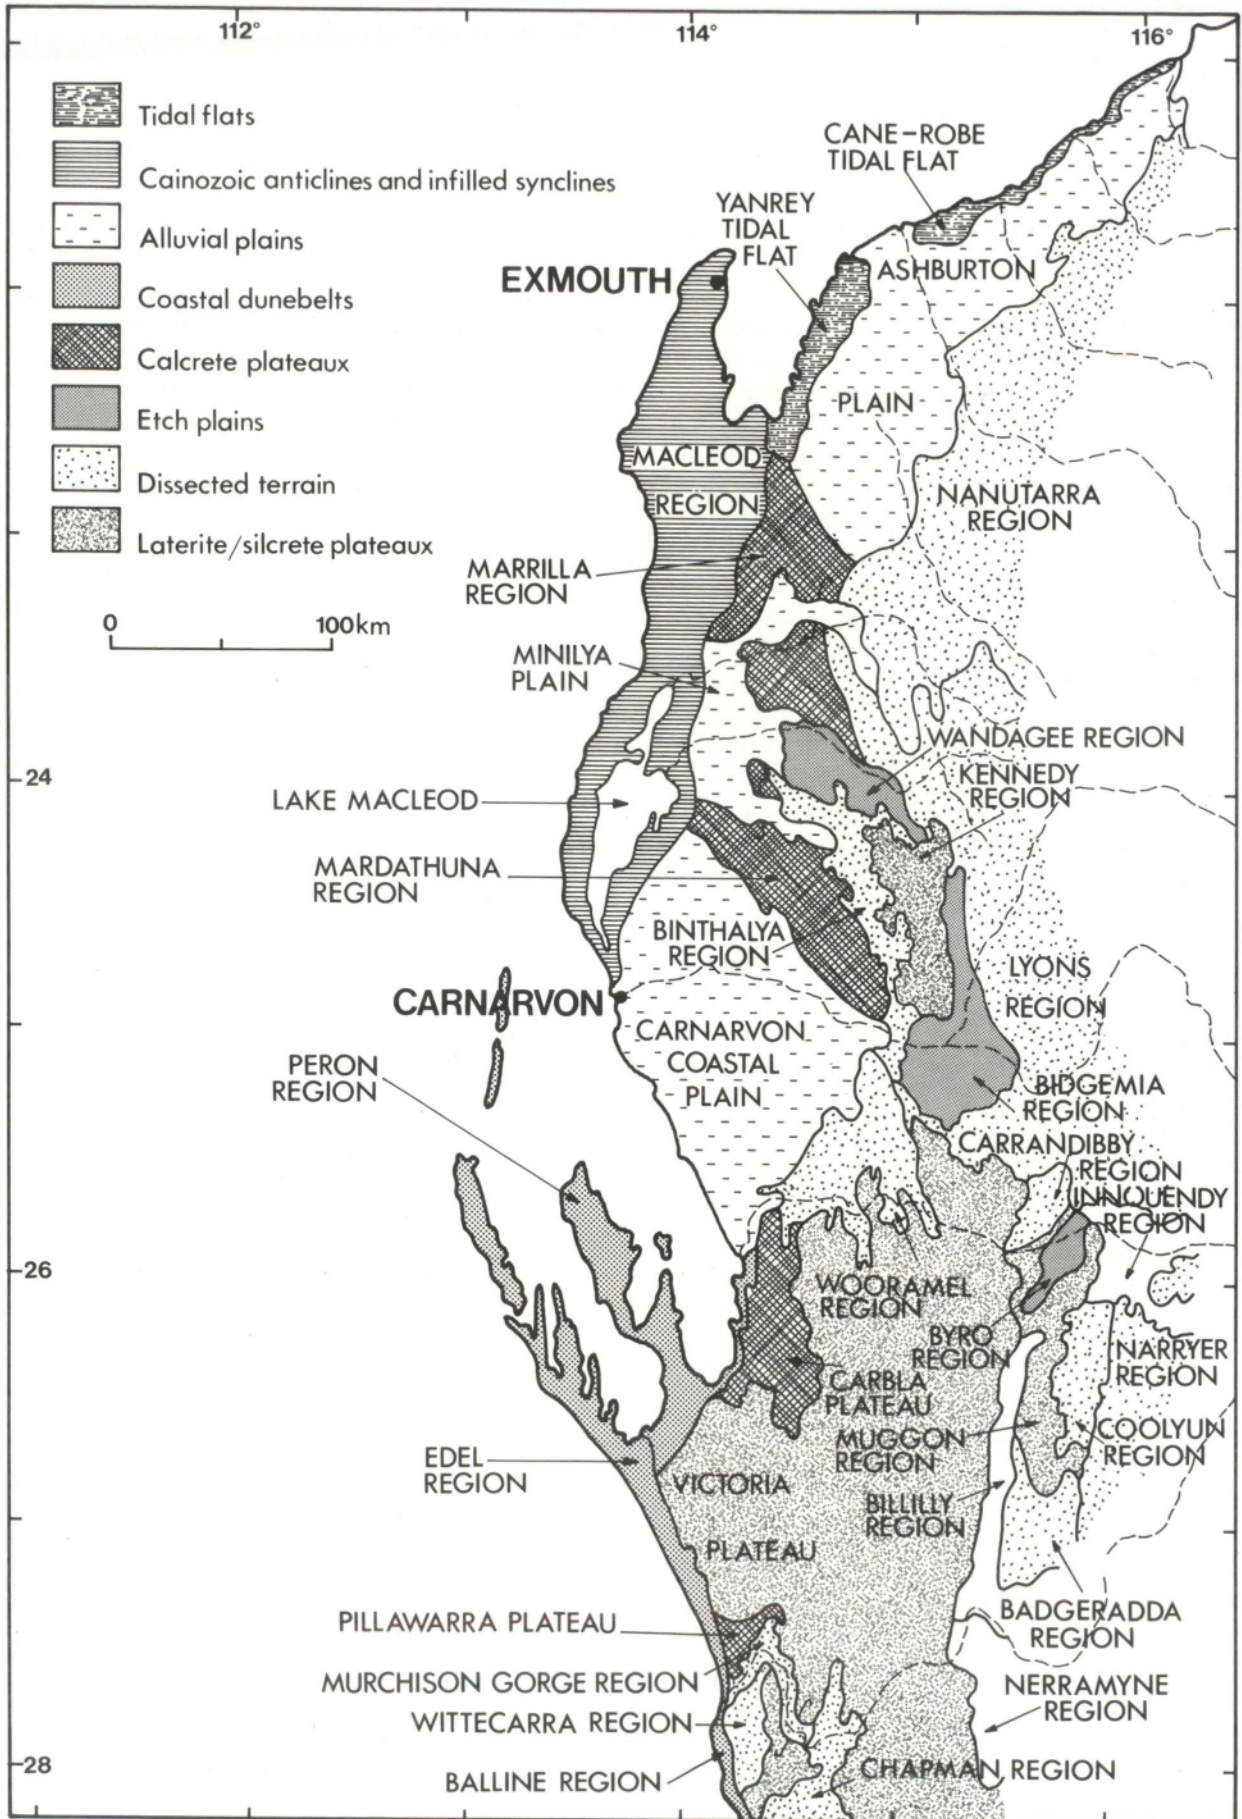 112°
114°
116°
Tidal flats
Cainozoic anticlines and infilled synclines
Alluvial plains
Coastal dunebelts
Calcrete plateaux
Etch plains
Dissected terrain
Laterite/silcrete plateaux
0
100km
CANE-ROBE
TIDAL FLAT
YANREY
TIDAL
FLAT
EXMOUTH
ASHBURTON
PLAIN
MACLEOD
REGION
NANUTARRA
REGION
MARRILLA
REGION
MINILYA
PLAIN
WANDAGEE REGION
KENNEDY
REGION
24
LAKE MACLEOD
MARDATHUNA
REGION
BINTHALYA
REGION
LYONS
REGION
CARNARVON
CARNARVON
COASTAL
PLAIN
PERON
REGION
BIDGEMIA
REGION
CARRANDIBBY
REGION
INNOUENDY
REGION
26
WOORAMEL
REGION
BYRO
REGION
NARRYER
REGION
CARBLA
PLATEAU
MUGGON
REGION
COOLYUN
REGION
EDEL
REGION
VICTORIA
PLATEAU
BILLILLY
REGION
BADGERADDA
REGION
PILLAWARRA PLATEAU
MURCHISON GORGE REGION
NERRAMYNE
REGION
WITTECARRA REGION
28
BALLINE REGION
CHAPMAN REGION